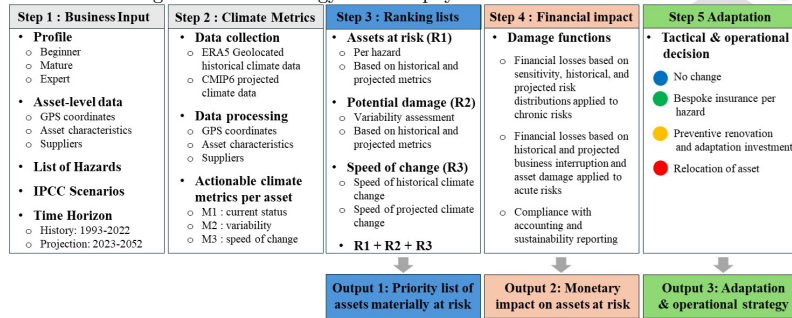 Step 1 : Business Input
• Profile
o Beginner
o Mature
o Expert
• Asset-level data
o GPS coordinates
o Asset characteristics
o Suppliers
• List of Hazards
• IPCC Scenarios
• Time Horizon
o History: 1993-2022
o Projection: 2023-2052
Step 2 : Climate Metrics
• Data collection
o ERA5 Geolocated
historical climate data
o CMIP6 projected
climate data
• Data processing
o GPS coordinates
o Asset characteristics
o Suppliers
• Actionable climate
metrics per asset
o M1 : current status
o M2 : variability
o M3 : speed of change
Step 3 : Ranking lists
• Assets at risk (R1)
o Per hazard
o Based on historical and
projected metrics
• Potential damage (R2)
o Variability assessment
o Based on historical and
projected metrics
• Speed of change (R3)
o Speed of historical climate
change
o Speed of projected climate
change
• R1 + R2 + R3
Step 4 : Financial impact
• Damage functions
o Financial losses based on
sensitivity, historical, and
projected risk
distributions applied to
chronic risks
o Financial losses based on
historical and projected
business interruption and
asset damage applied to
acute risks
o Compliance with
accounting and
sustainability reporting
Step 5 Adaptation
• Tactical & operational
decision
No change
Bespoke insurance per
hazard
Preventive renovation
and adaptation investment
Relocation of asset
Output 1: Priority list of
assets materially at risk
Output 2: Monetary
impact on assets at risk
Output 3: Adaptation
& operational strategy